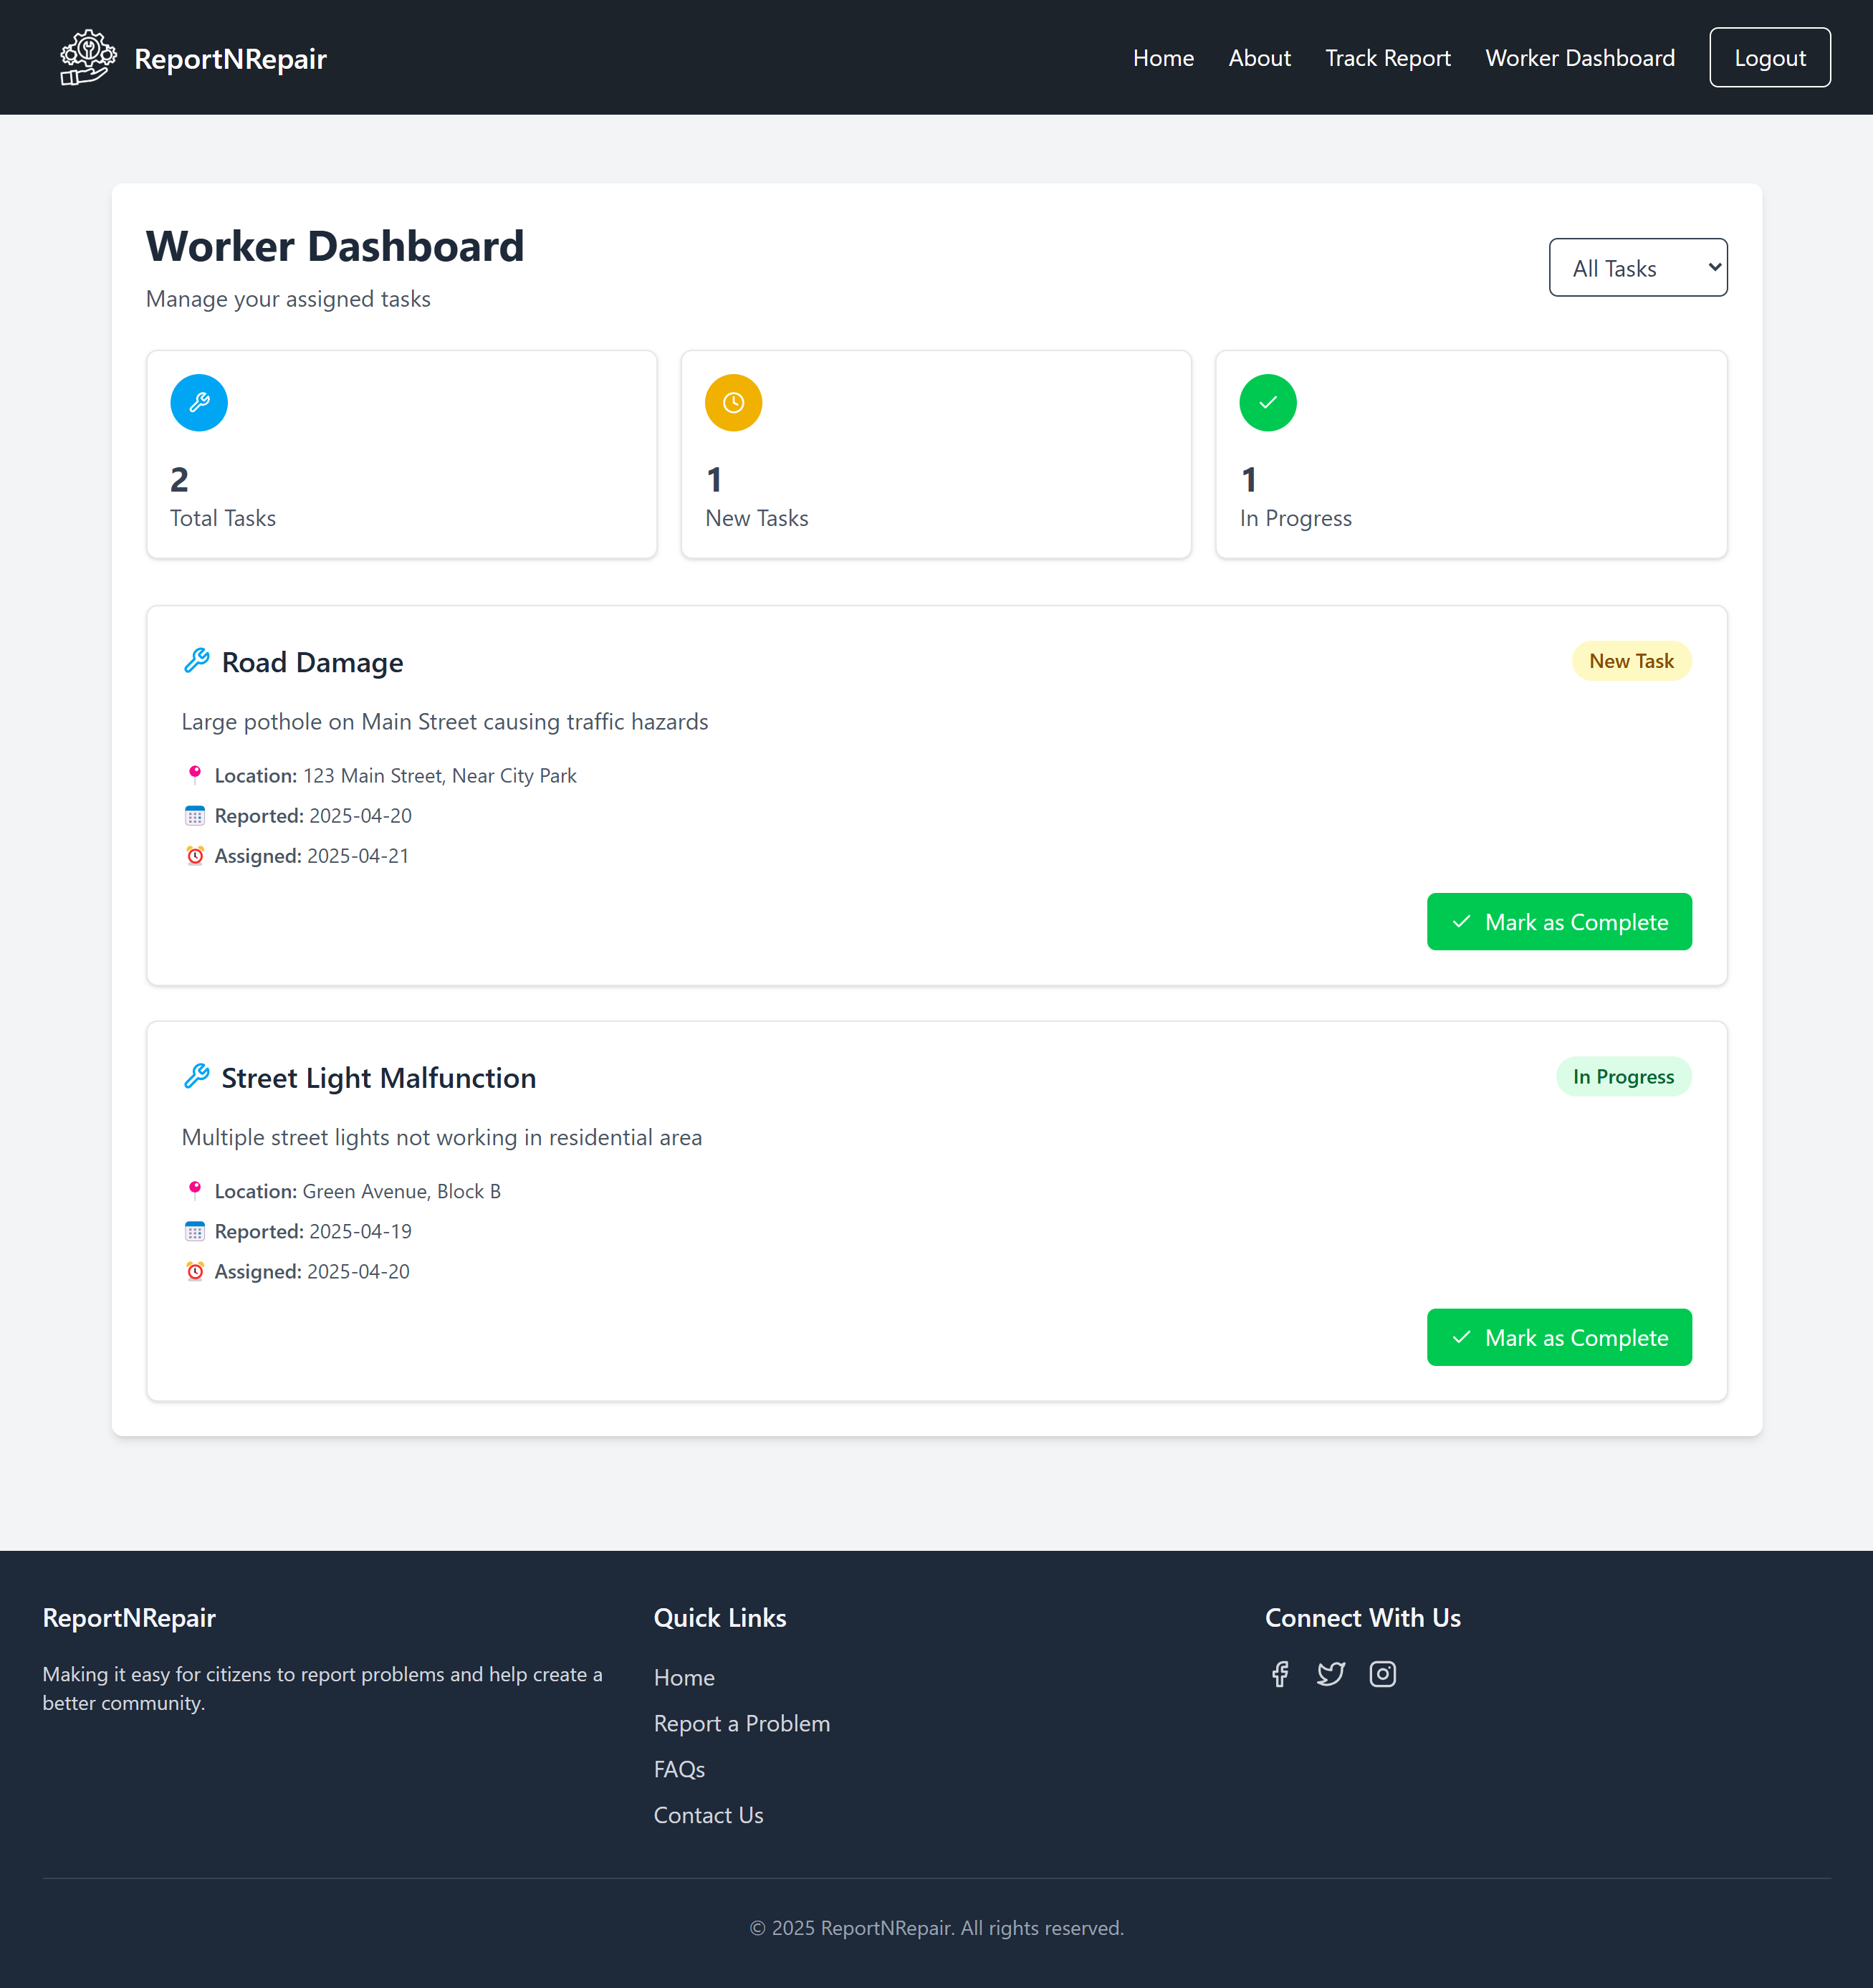 ReportNRepair
Home
About
Track Report
Worker Dashboard
Logout
Worker Dashboard
Manage your assigned tasks
All Tasks
2
Total Tasks
1
New Tasks
1
In Progress
Road Damage
New Task
Large pothole on Main Street causing traffic hazards
Location: 123 Main Street, Near City Park
Reported: 2025-04-20
Assigned: 2025-04-21
Mark as Complete
Street Light Malfunction
In Progress
Multiple street lights not working in residential area
Location: Green Avenue, Block B
Reported: 2025-04-19
Assigned: 2025-04-20
Mark as Complete
ReportNRepair
Making it easy for citizens to report problems and help create a
better community.
Quick Links
Home
Report a Problem
FAQs
Contact Us
Connect With Us
© 2025 ReportNRepair. All rights reserved.